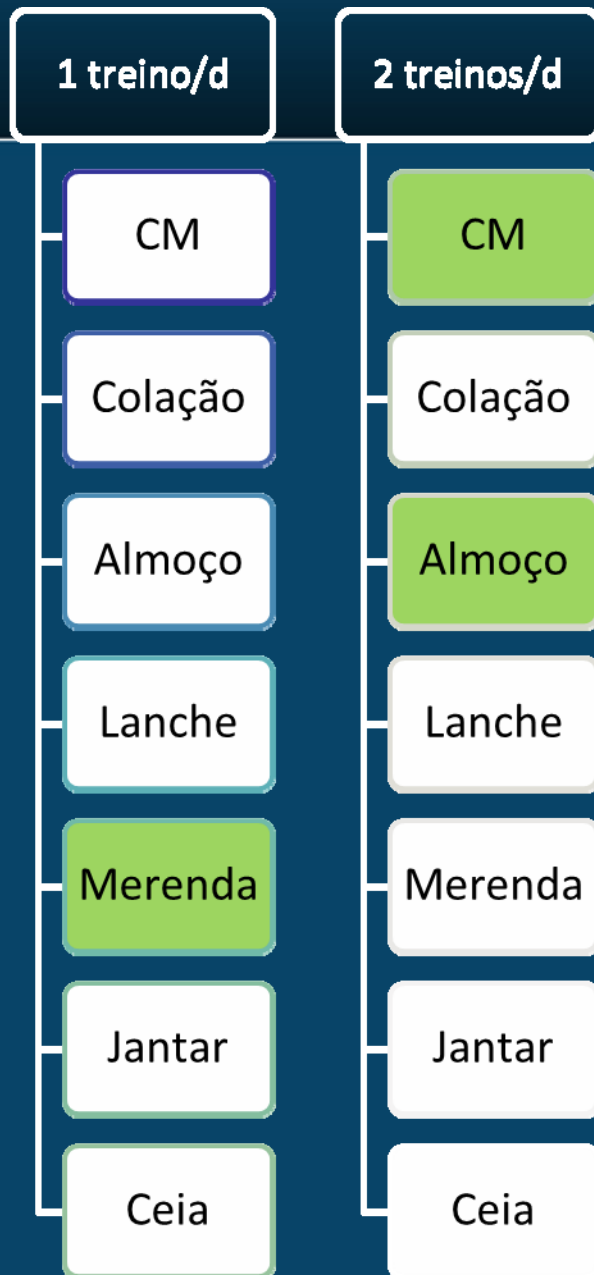 1 treino/d
CM
Colação
Almoço
Lanche
Merenda
Jantar
Ceia
2 treinos/d
CM
Colação
Almoço
Lanche
Merenda
Jantar
Ceia